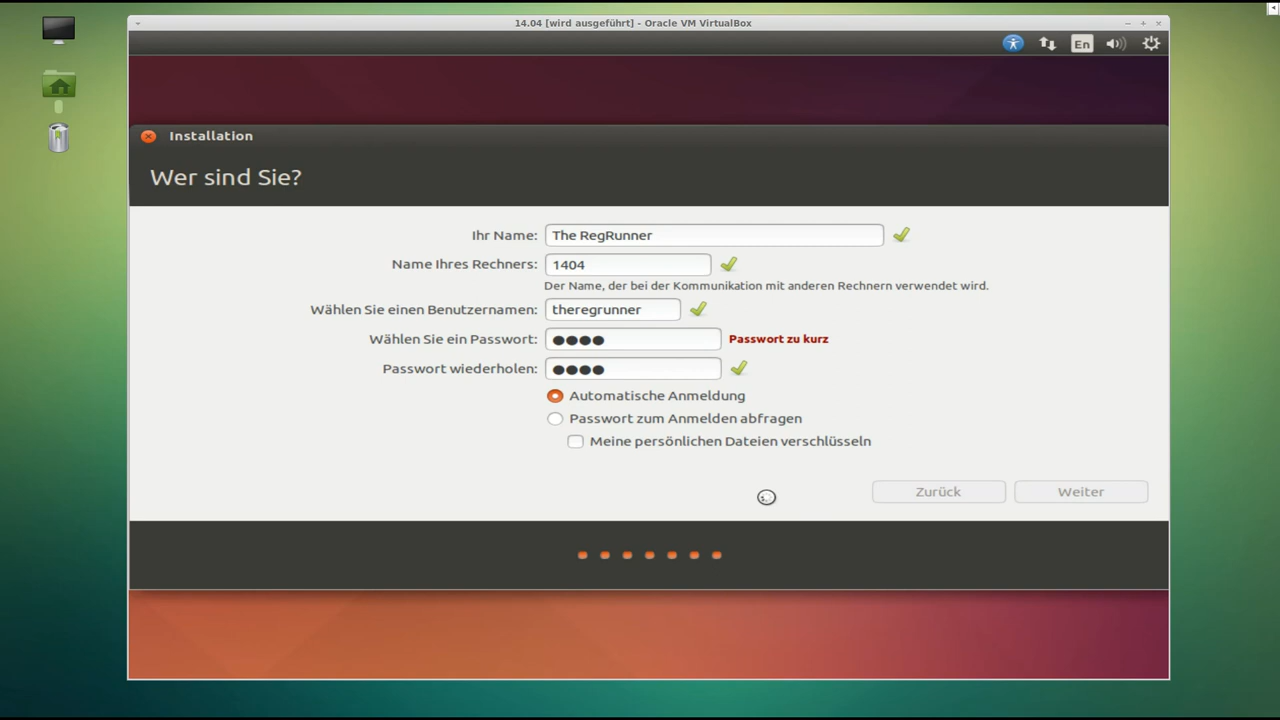 14.04 [wird ausgeführt] - Oracle VM VirtualBox
En
Installation
Wer sind Sie?
Ihr Name: The RegRunner
Name Ihres Rechners: 1404
Der Name, der bei der Kommunikation mit anderen Rechnern verwendet wird.
Wählen Sie einen Benutzernamen: theregrunner
Wählen Sie ein Passwort: ●●●● Passwort zu kurz
Passwort wiederholen: ●●●●
Automatische Anmeldung
Passwort zum Anmelden abfragen
Meine persönlichen Dateien verschlüsseln
Zurück Weiter